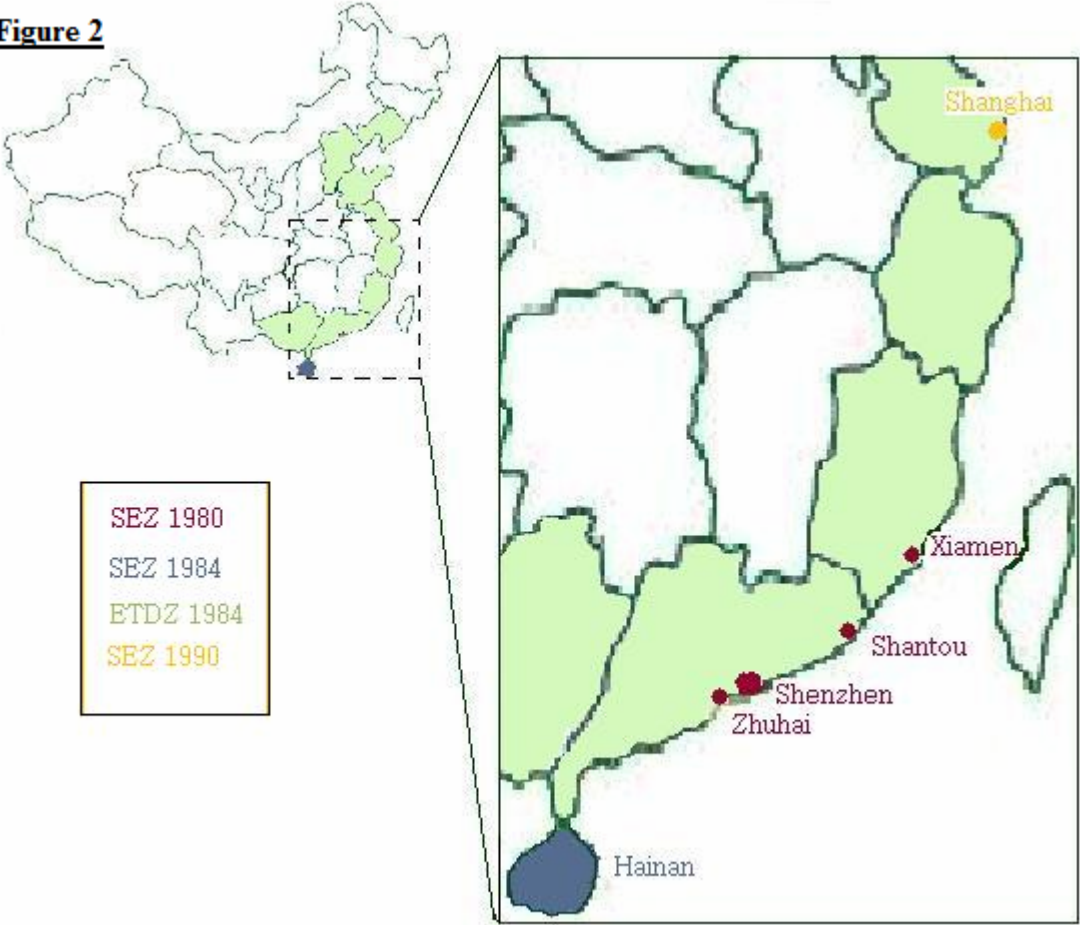 Figure 2
Shanghai
SEZ 1980
SEZ 1984
ETDZ 1984
SEZ 1990
Xiamen
Shantou
Shenzhen
Zhuhai
Hainan